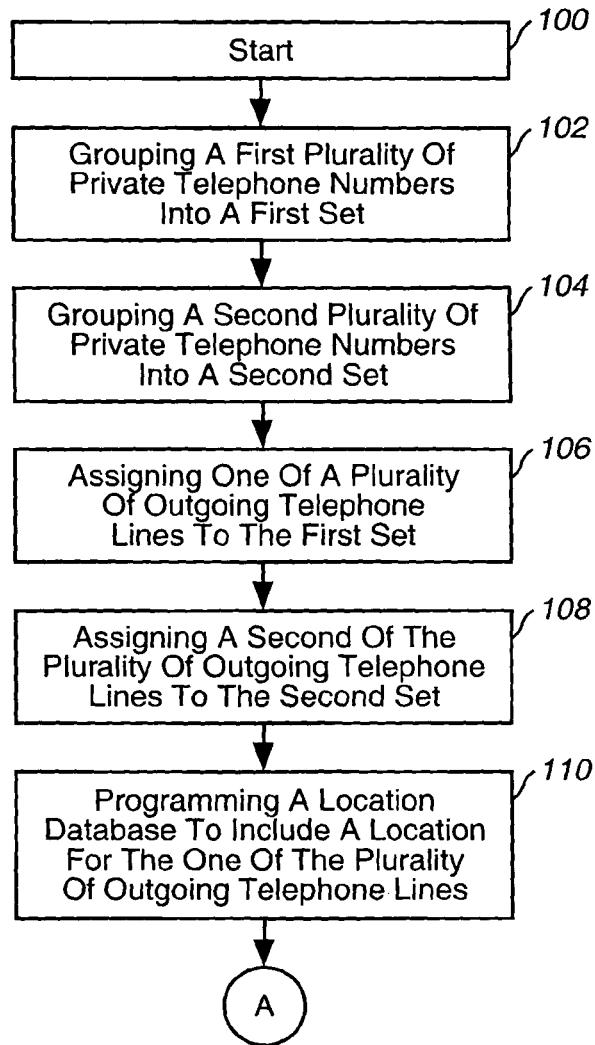 100
Start
102
Grouping A First Plurality Of
Private Telephone Numbers
Into A First Set
104
Grouping A Second Plurality Of
Private Telephone Numbers
Into A Second Set
106
Assigning One Of A Plurality
Of Outgoing Telephone
Lines To The First Set
108
Assigning A Second Of The
Plurality Of Outgoing Telephone
Lines To The Second Set
110
Programming A Location
Database To Include A Location
For The One Of The Plurality
Of Outgoing Telephone Lines
A